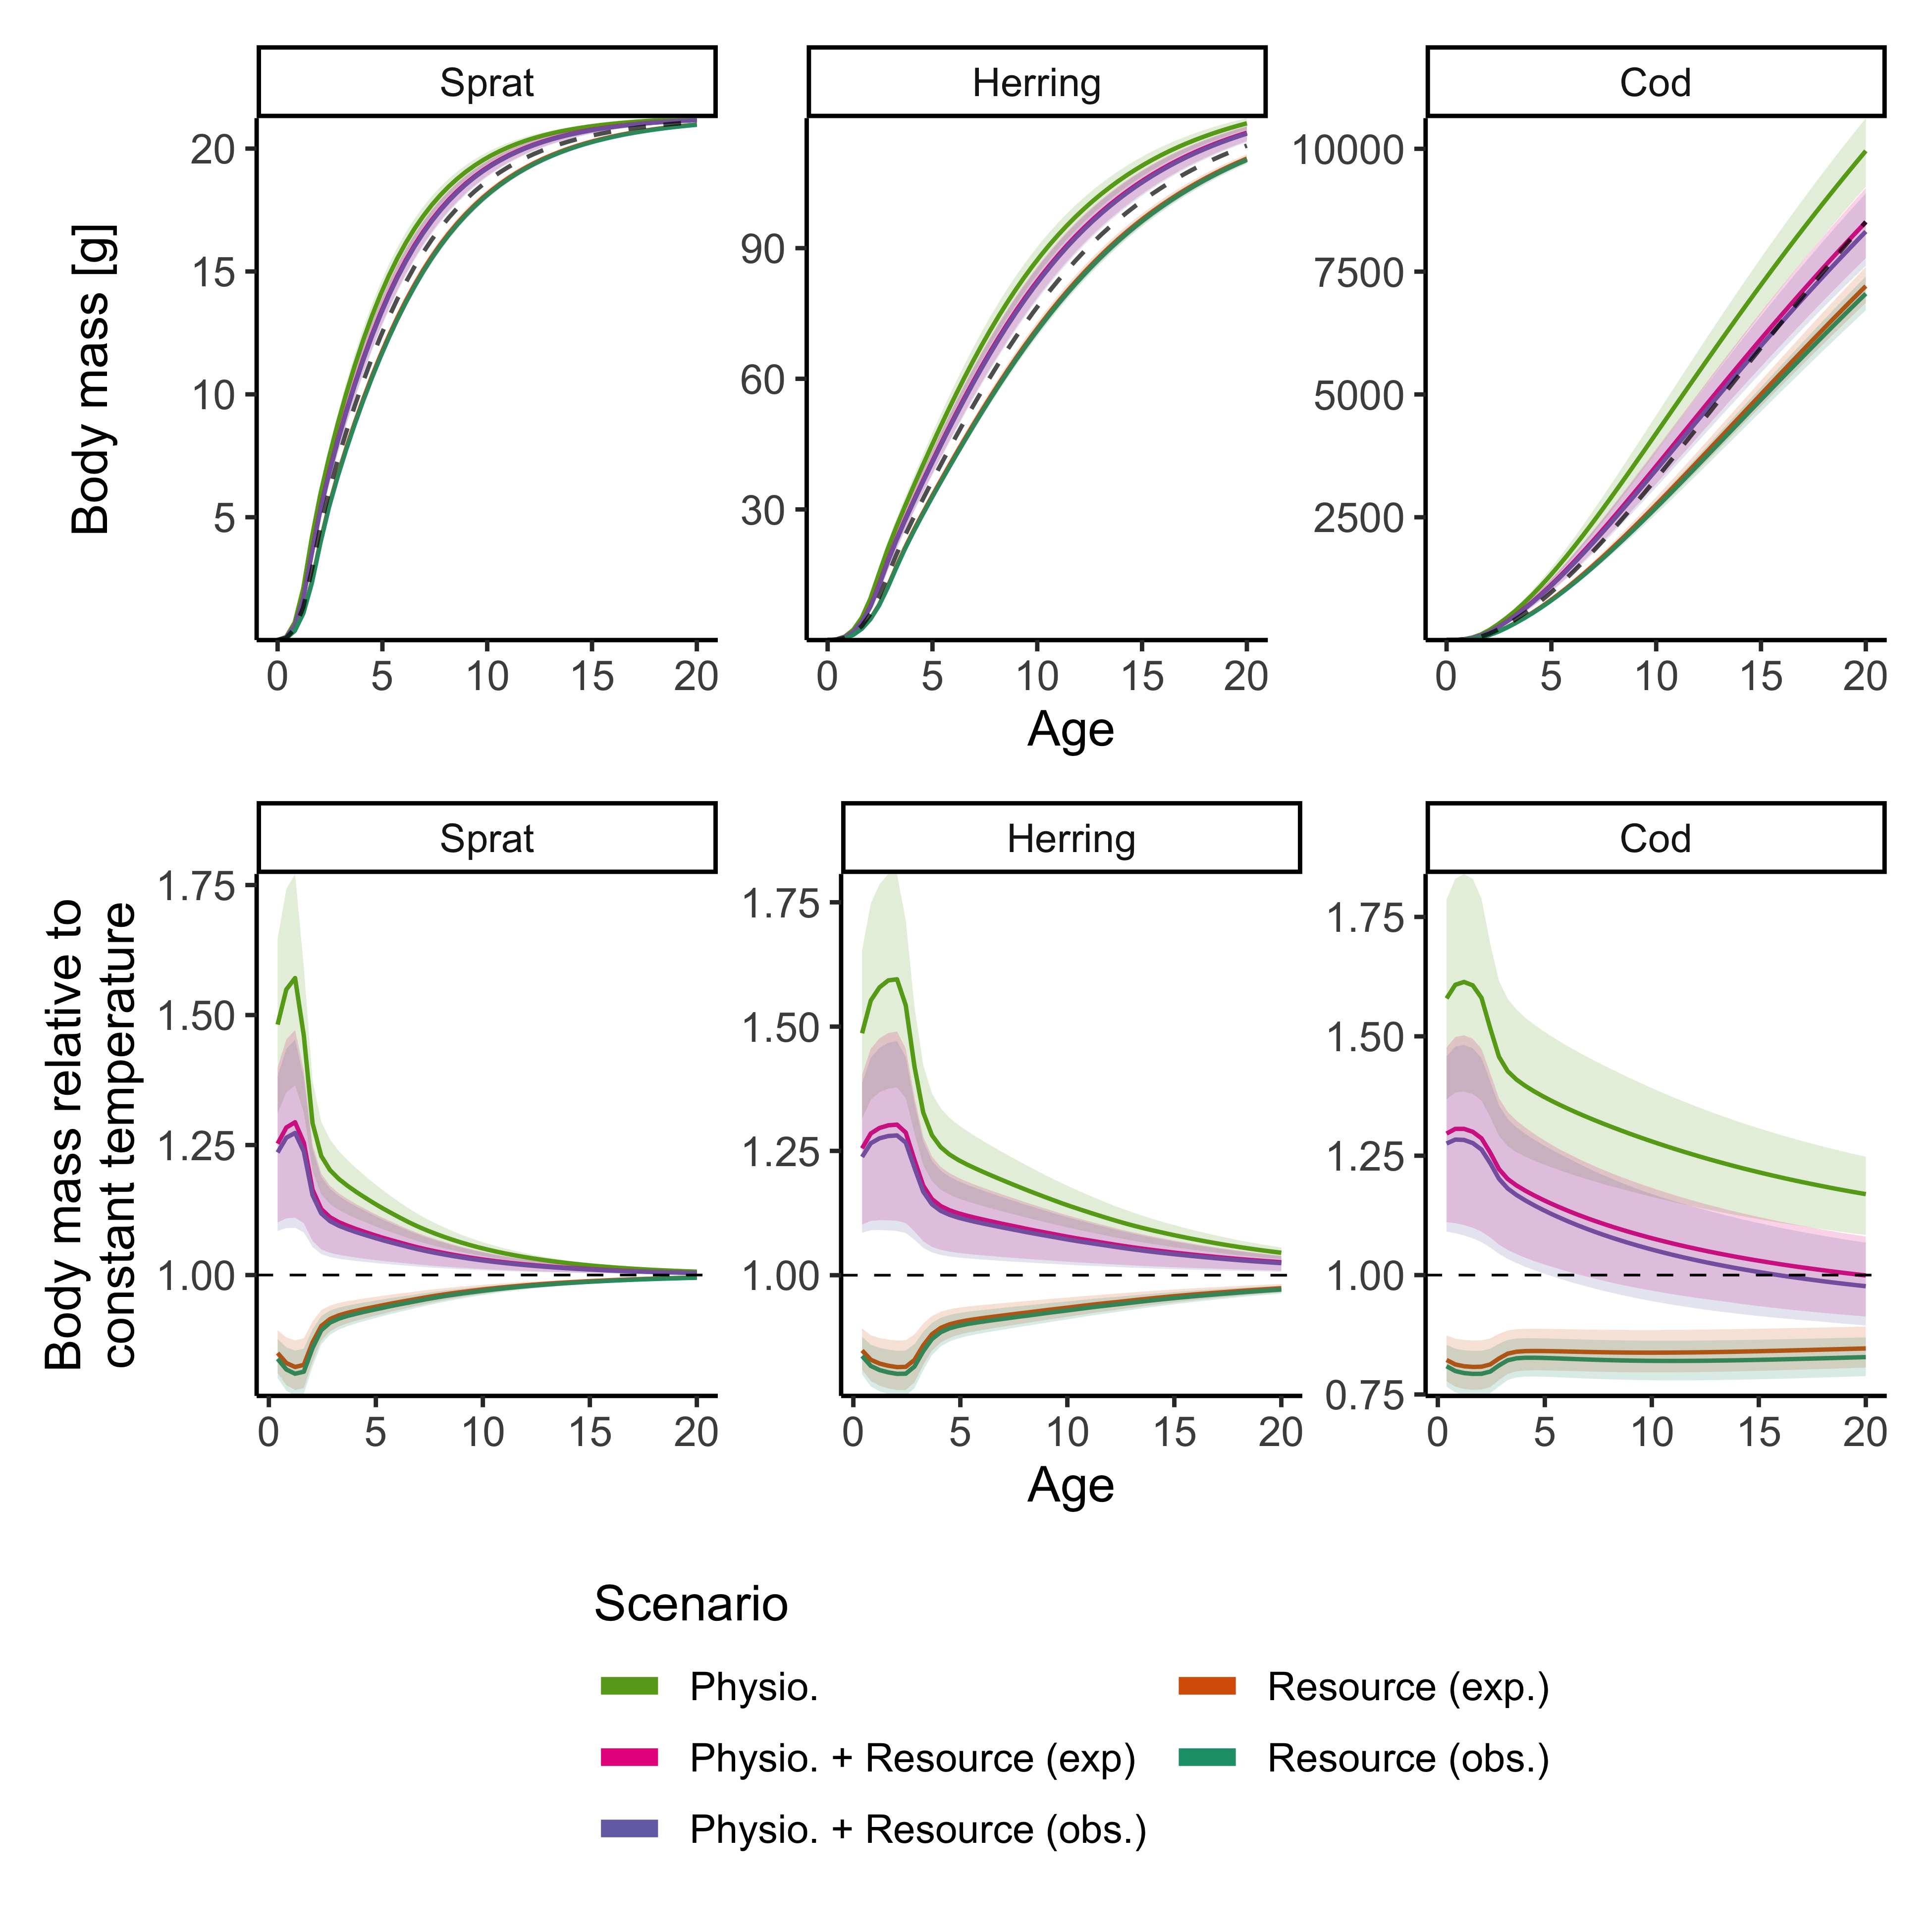 Sprat
Herring
Cod
Body mass [g]
20
15
10
5
90
60
30
10000
7500
5000
2500
0 5 10 15 20
0 5 10 15 20
0 5 10 15 20
Age
Sprat
Herring
Cod
Body mass relative to
constant temperature
1.75
1.50
1.25
1.00
1.75
1.50
1.25
1.00
1.75
1.50
1.25
1.00
0.75
0 5 10 15 20
0 5 10 15 20
0 5 10 15 20
Age
Scenario
Physio.
Physio. + Resource (exp)
Physio. + Resource (obs.)
Resource (exp.)
Resource (obs.)